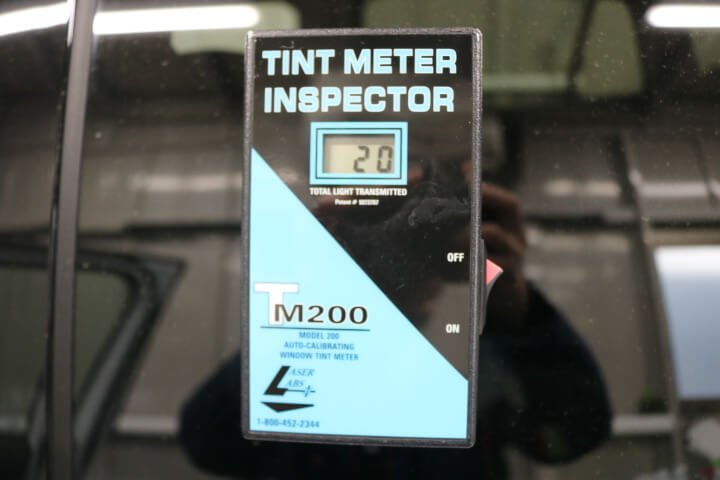 TINT METER
INSPECTOR
20
TOTAL LIGHT TRANSMITTED
OFF
TM200
ON
MODEL 200
AUTO-CALIBRATING
WINDOW TINT METER
LASER
LABS
1-800-452-2344